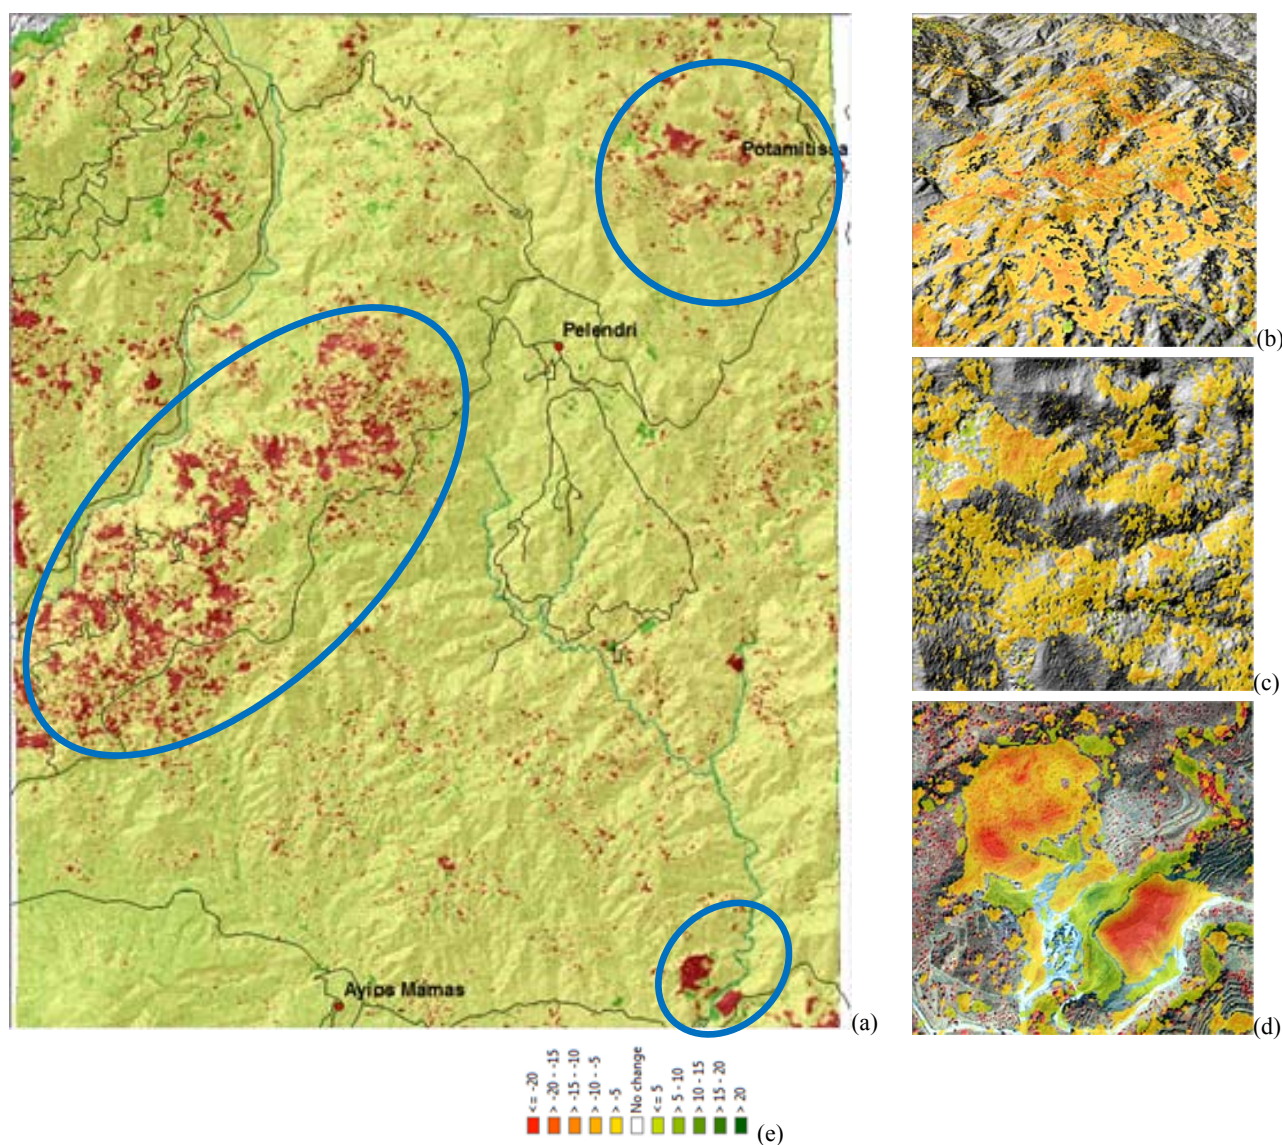 Potamitissa
Pelendri
Ayios Mamas
(a)
(b)
(c)
(d)
<= -20
> -20 - -15
> -15 - -10
> -10 - -5
> -5
No change
<= 5
> 5 - 10
> 10 - 15
> 15 - 20
> 20
(e)